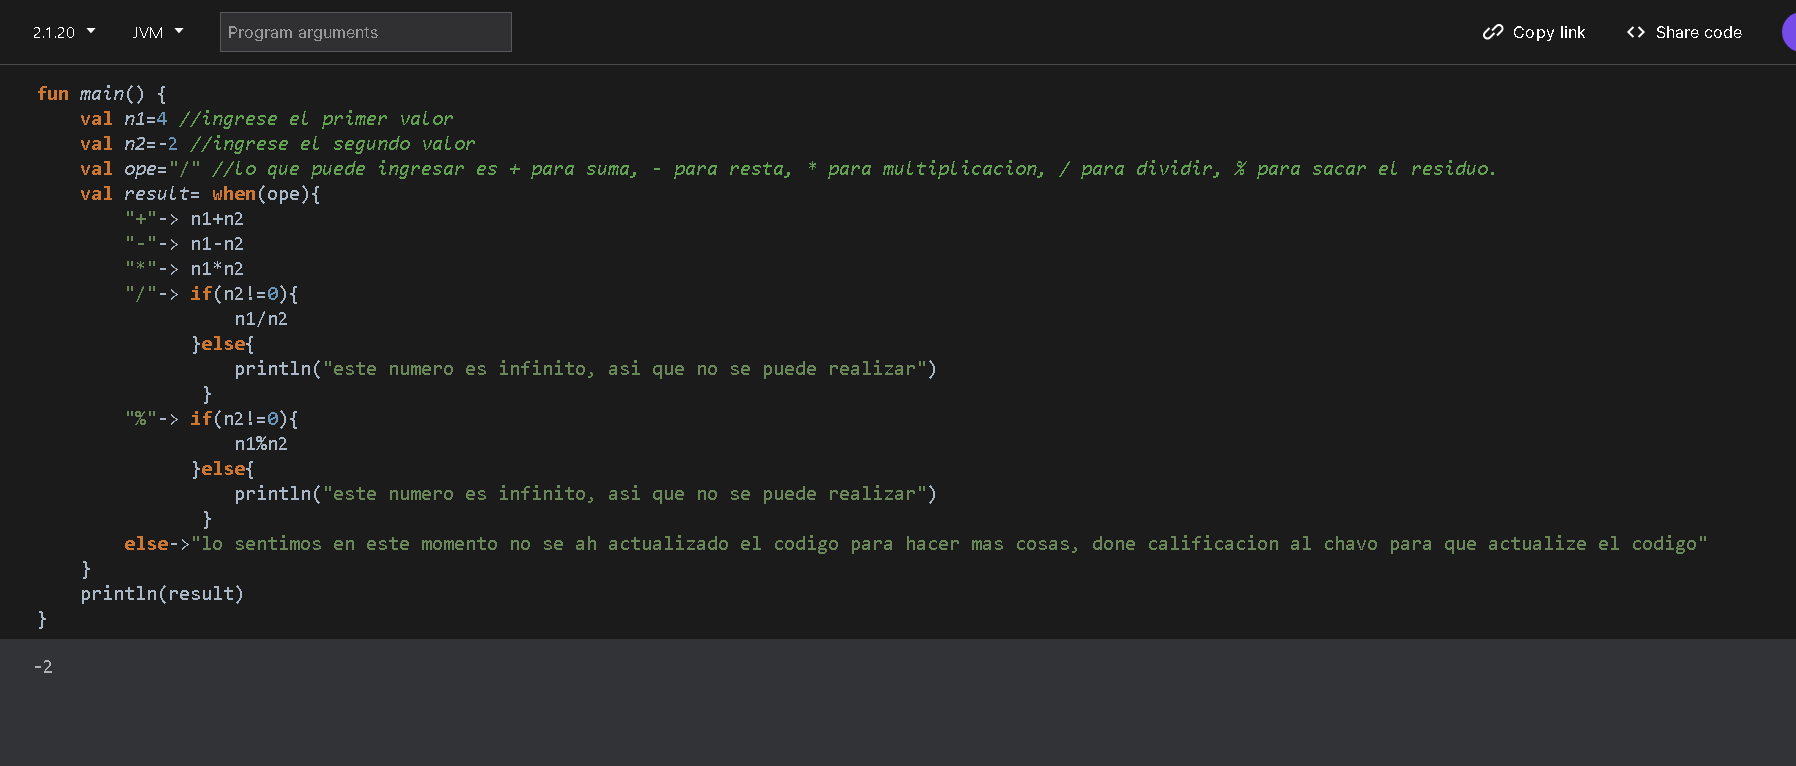 2.1.20 JVM Program arguments Copy link Share code
fun main() {
    val n1=4 //ingrese el primer valor
    val n2=-2 //ingrese el segundo valor
    val ope="/" //lo que puede ingresar es + para suma, - para resta, * para multiplicacion, / para dividir, % para sacar el residuo.
    val result= when(ope){
        "+"-> n1+n2
        "-"-> n1-n2
        "*"-> n1*n2
        "/"-> if(n2!=0){
                  n1/n2
              }else{
                  println("este numero es infinito, asi que no se puede realizar")
               }
        "%"-> if(n2!=0){
                  n1%n2
              }else{
                  println("este numero es infinito, asi que no se puede realizar")
               }
        else->"lo sentimos en este momento no se ah actualizado el codigo para hacer mas cosas, done calificacion al chavo para que actualize el codigo"
    }
    println(result)
}
-2